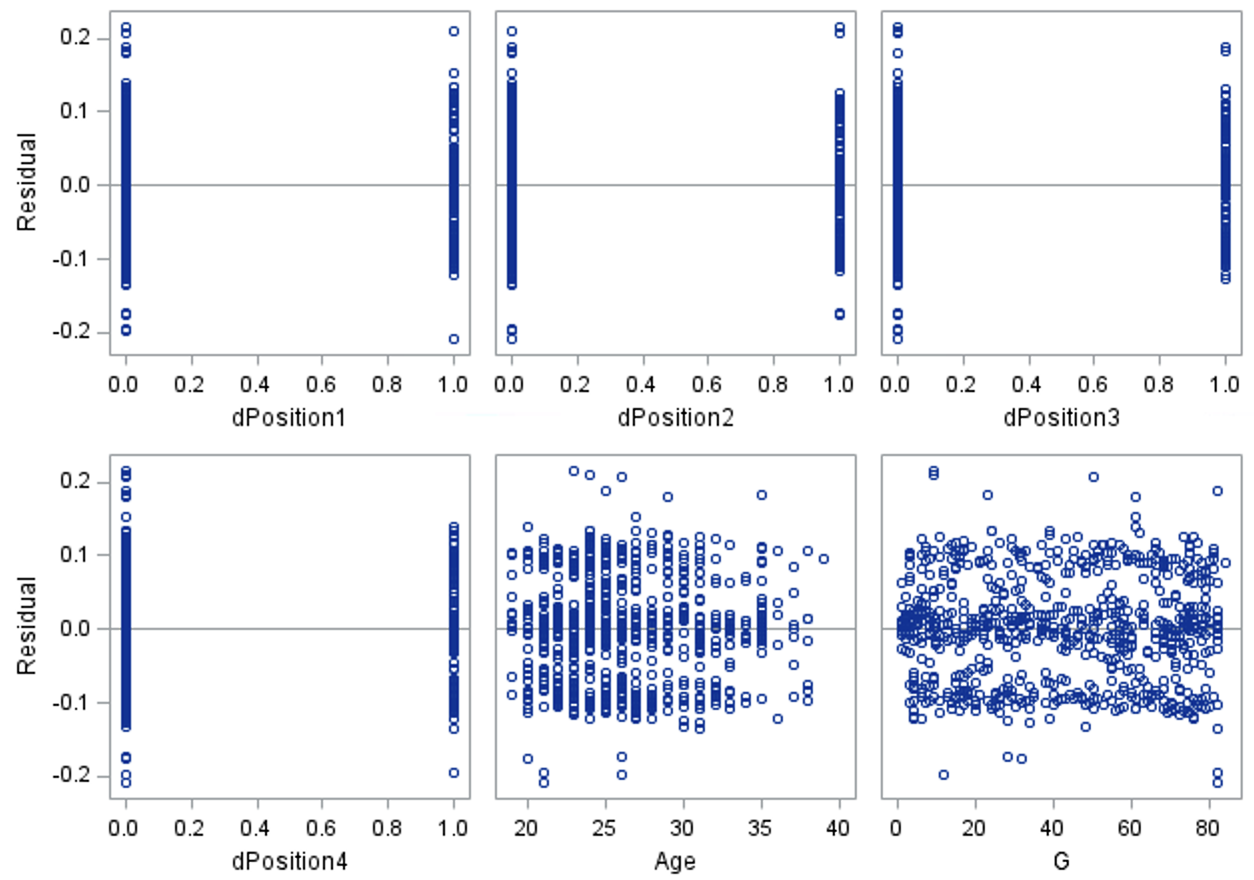 0.2
0.1
0.0
-0.1
-0.2
Residual
0.0 0.2 0.4 0.6 0.8 1.0
dPosition1
0.0 0.2 0.4 0.6 0.8 1.0
dPosition2
0.0 0.2 0.4 0.6 0.8 1.0
dPosition3
0.2
0.1
0.0
-0.1
-0.2
Residual
0.0 0.2 0.4 0.6 0.8 1.0
dPosition4
20 25 30 35 40
Age
0 20 40 60 80
G